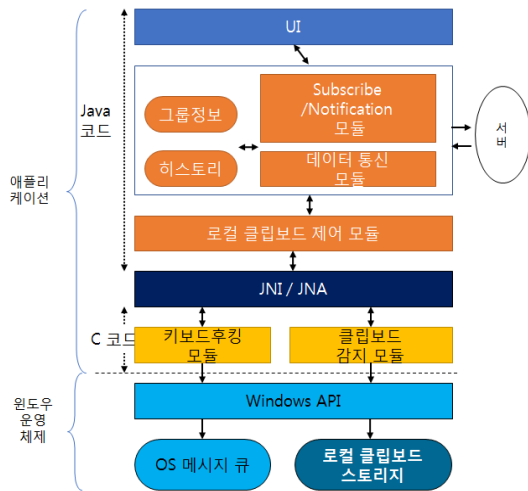 UI
Java
코드
그룹정보
히스토리
Subscribe
/Notification
모듈
데이터 통신
모듈
서
버
애플리
케이션
로컬 클립보드 제어 모듈
JNI / JNA
C 코드
키보드후킹
모듈
클립보드
감지 모듈
윈도우
운영
체제
Windows API
OS 메시지 큐
로컬 클립보드
스토리지